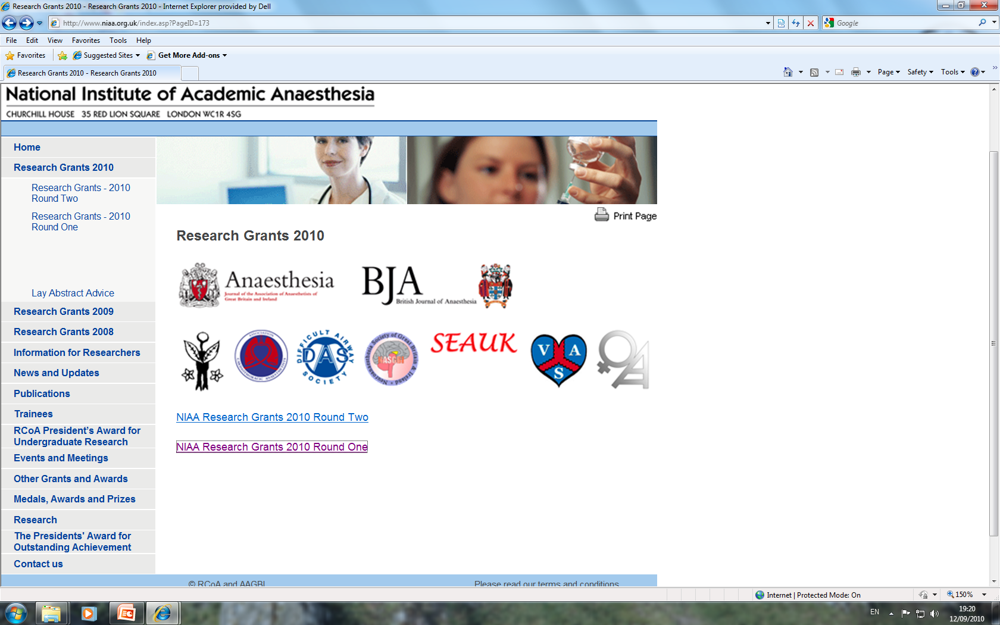 Research Grants 2010 - Research Grants 2010 - Internet Explorer provided by Dell
http://www.niaa.org.uk/index.asp?PageID=173
Google
File Edit View Favorites Tools Help
Favorites Suggested Sites Get More Add-ons
Research Grants 2010 - Research Grants 2010
Page Safety Tools
National Institute of Academic Anaesthesia
CHURCHILL HOUSE 35 RED LION SQUARE LONDON WC1R 4SG
Home
Research Grants 2010
Research Grants - 2010
Round Two
Research Grants - 2010
Round One
Lay Abstract Advice
Research Grants 2009
Research Grants 2008
Information for Researchers
News and Updates
Publications
Trainees
RCoA President's Award for
Undergraduate Research
Events and Meetings
Other Grants and Awards
Medals, Awards and Prizes
Research
The Presidents' Award for
Outstanding Achievement
Contact us
Print Page
Research Grants 2010
Anaesthesia
Journal of the Association of Anaesthetists of
Great Britain and Ireland
BJA
British Journal of Anaesthesia
DIFFICULT AIRWAY
DAS
SOCIETY
Neuroanaesthesia Society of Great Britain & Ireland
SEAUK
V A
S
OAA
NIAA Research Grants 2010 Round Two
NIAA Research Grants 2010 Round One
© RCoA and AAGBI
Please read our terms and conditions
Internet | Protected Mode: On
150%
EN
19:20
12/09/2010